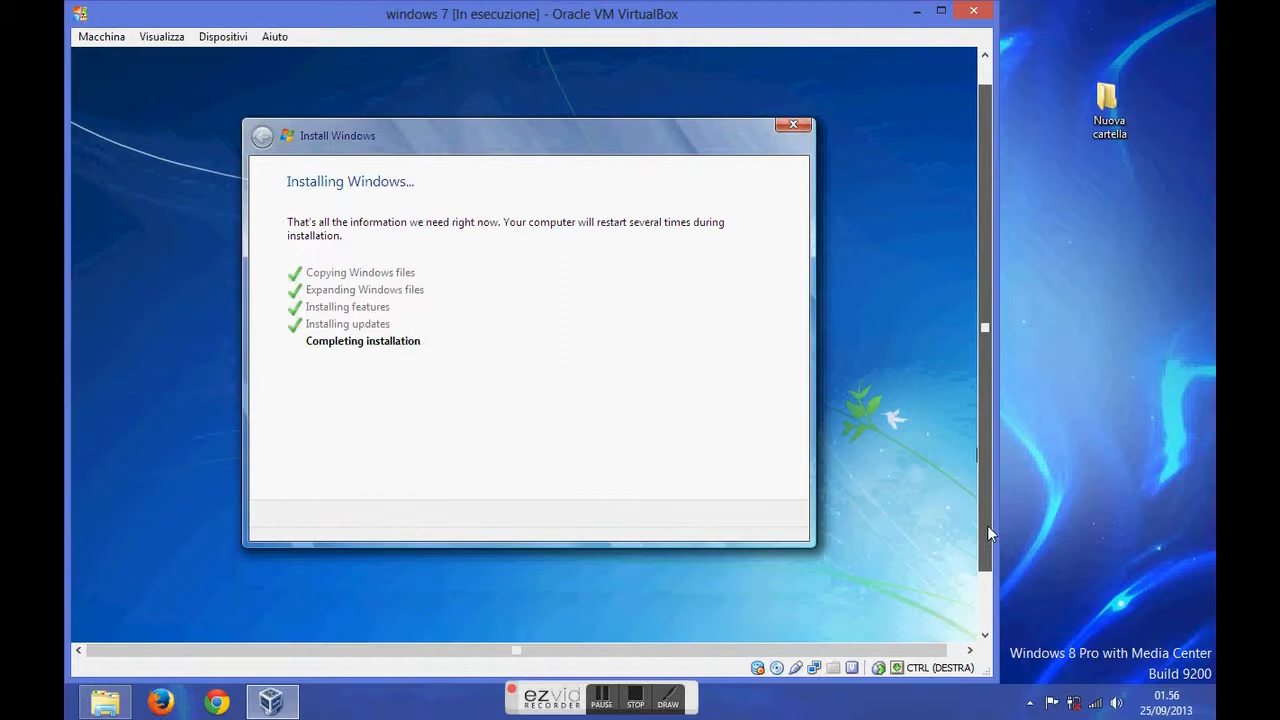 windows 7 [In esecuzione] - Oracle VM VirtualBox
Macchina Visualizza Dispositivi Aiuto
Nuova
cartella
Install Windows
Installing Windows...
That's all the information we need right now. Your computer will restart several times during
installation.
Copying Windows files
Expanding Windows files
Installing features
Installing updates
Completing installation
CTRL (DESTRA)
Windows 8 Pro with Media Center
Build 9200
ezvid
RECORDER
PAUSE STOP DRAW
01.56
25/09/2013